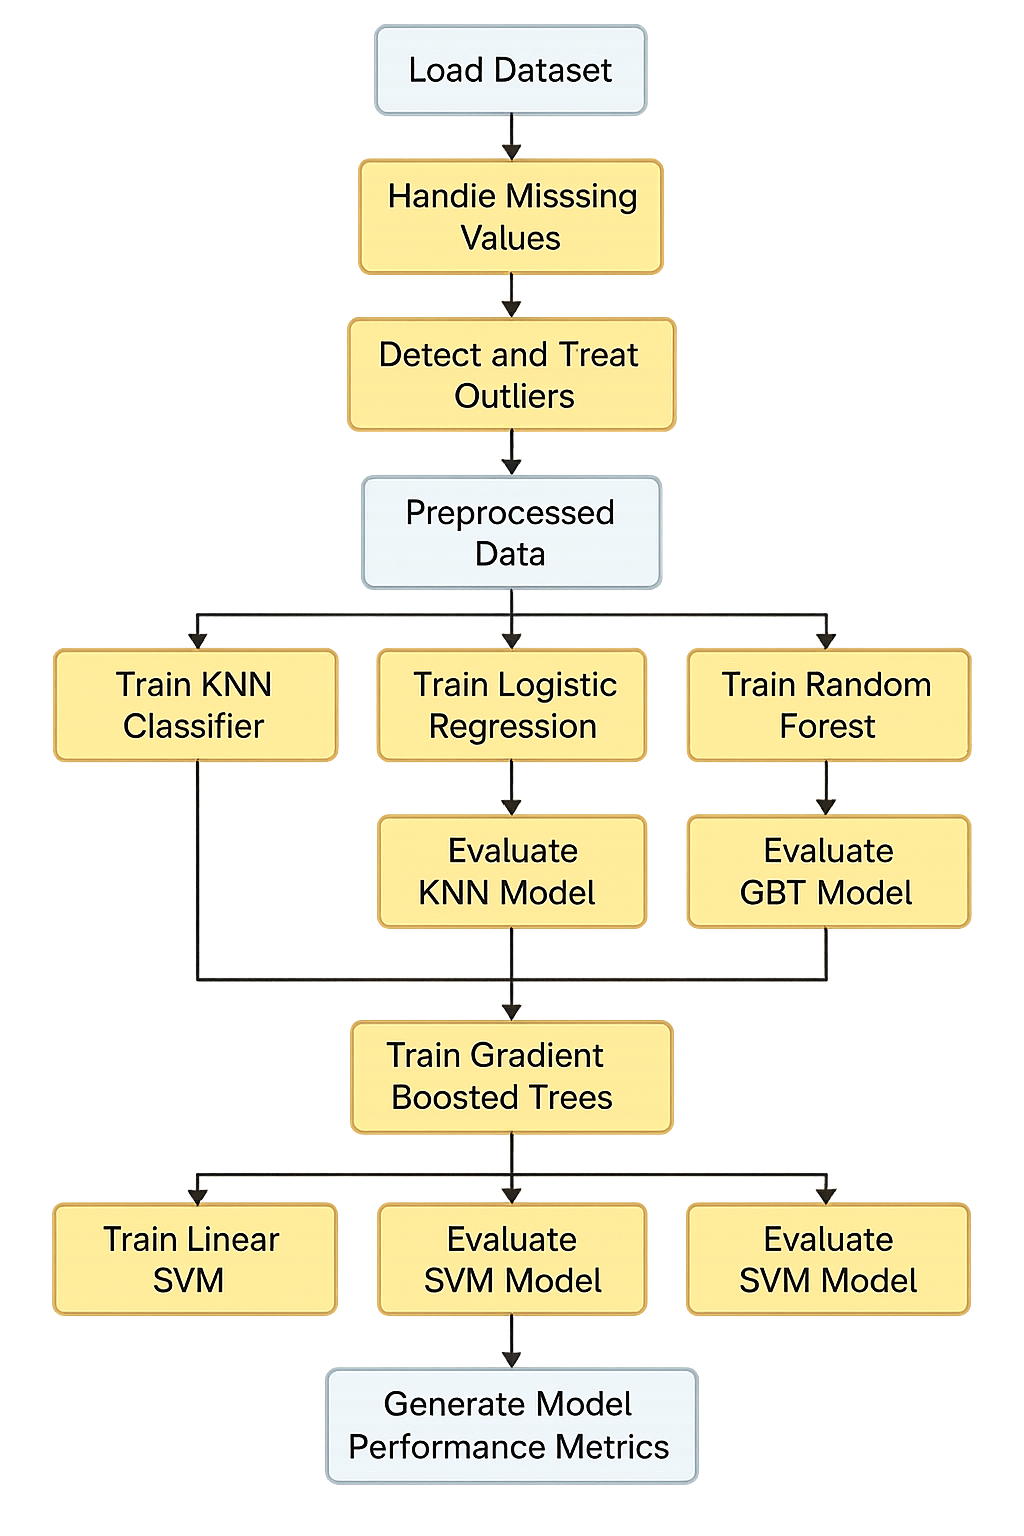 Load Dataset
Handie Misssing
Values
Detect and Treat
Outliers
Preprocessed
Data
Train KNN
Classifier
Train Logistic
Regression
Train Random
Forest
Evaluate
KNN Model
Evaluate
GBT Model
Train Gradient
Boosted Trees
Train Linear
SVM
Evaluate
SVM Model
Evaluate
SVM Model
Generate Model
Performance Metrics